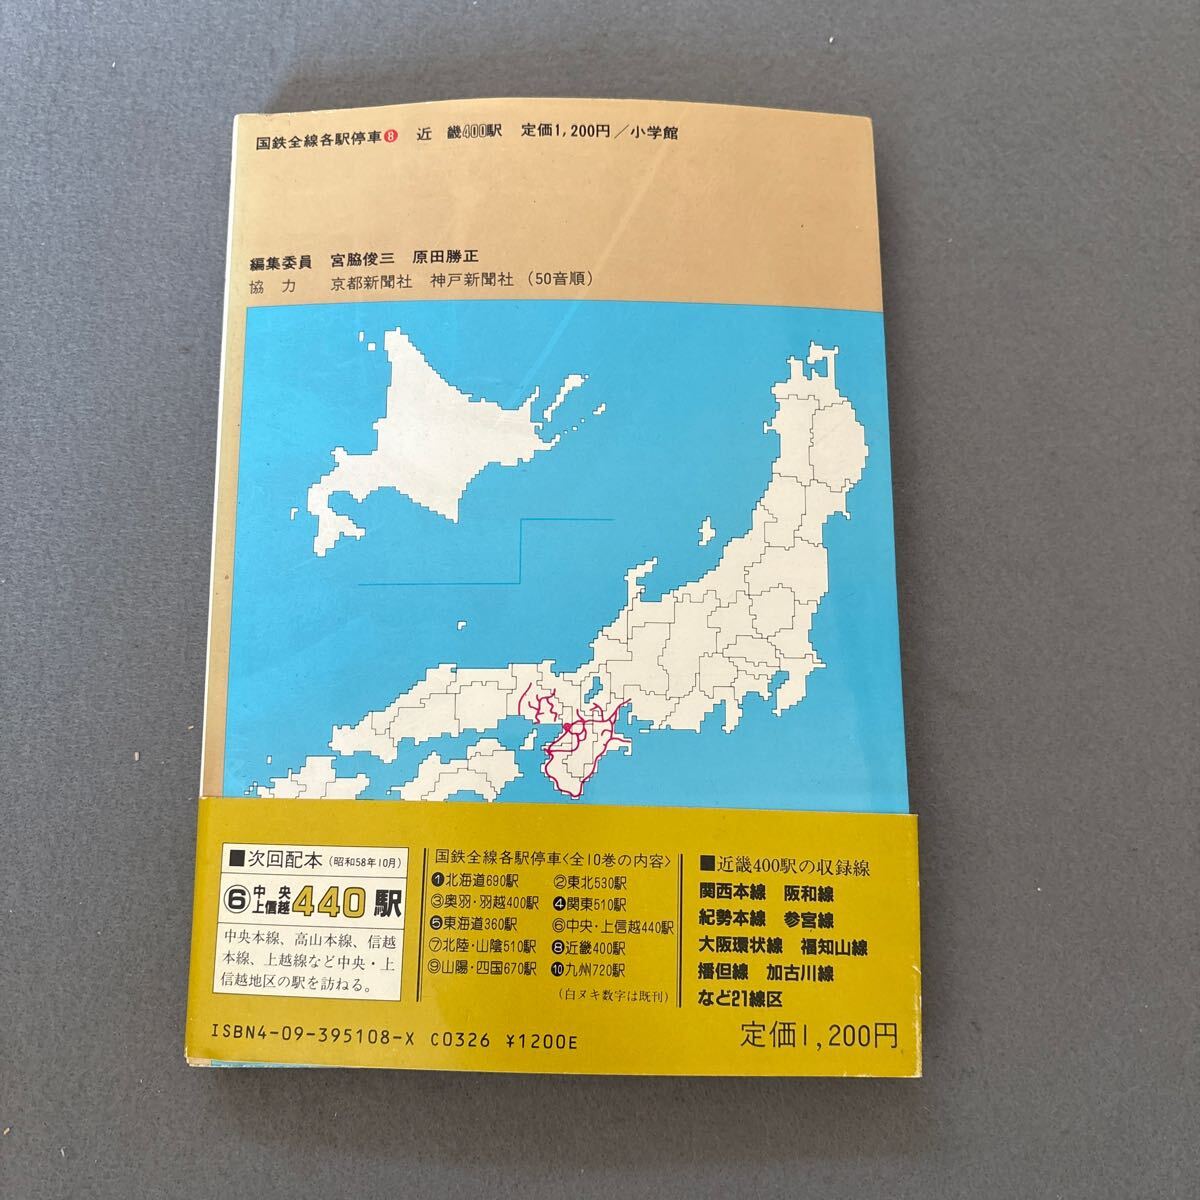 国鉄全線各駅停車❽ 近 畿400駅 定価1,200円／小学館
編集委員 宮脇俊三 原田勝正
協 力 京都新聞社 神戸新聞社 (50音順)
■次回配本 (昭和58年10月)
⑥中央上信越440駅
中央本線、高山本線、信越
本線、上越線など中央・上
信越地区の駅を訪ねる。
国鉄全線各駅停車〈全10巻の内容〉
❶北海道690駅 ②東北530駅
③奥羽・羽越400駅 ❹関東510駅
❺東海道360駅 ⑥中央・上信越440駅
⑦北陸・山陰510駅 ❽近畿400駅
⑨山陽・四国670駅 ❿九州720駅
(白ヌキ数字は既刊)
■近畿400駅の収録線
関西本線 阪和線
紀勢本線 参宮線
大阪環状線 福知山線
播但線 加古川線
など21線区
ISBN4-09-395108-X C0326 ¥1200E
定価1,200円